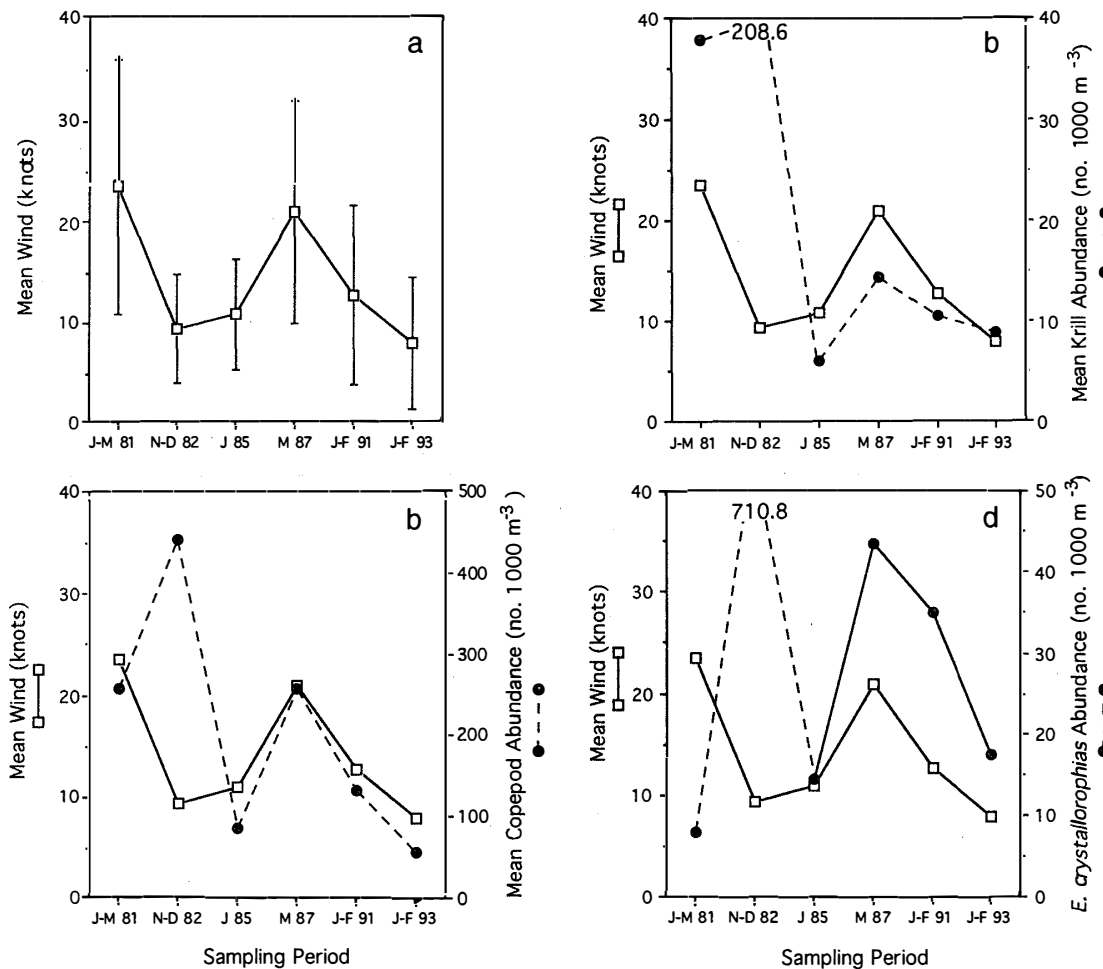 a
Mean Wind (knots)
40
30
20
10
0
J-M 81 N-D 82 J 85 M 87 J-F 91 J-F 93
b
208.6
Mean Wind (knots)
40
30
20
10
0
Mean Krill Abundance (no. 1000 m -3)
40
30
20
10
0
J-M 81 N-D 82 J 85 M 87 J-F 91 J-F 93
b
Mean Wind (knots)
40
30
20
10
0
Mean Copepod Abundance (no. 1000 m-3)
500
400
300
200
100
0
J-M 81 N-D 82 J 85 M 87 J-F 91 J-F 93
Sampling Period
d
710.8
Mean Wind (knots)
40
30
20
10
0
E. crystallorophias Abundance (no. 1000 m-3)
50
40
30
20
10
0
J-M 81 N-D 82 J 85 M 87 J-F 91 J-F 93
Sampling Period